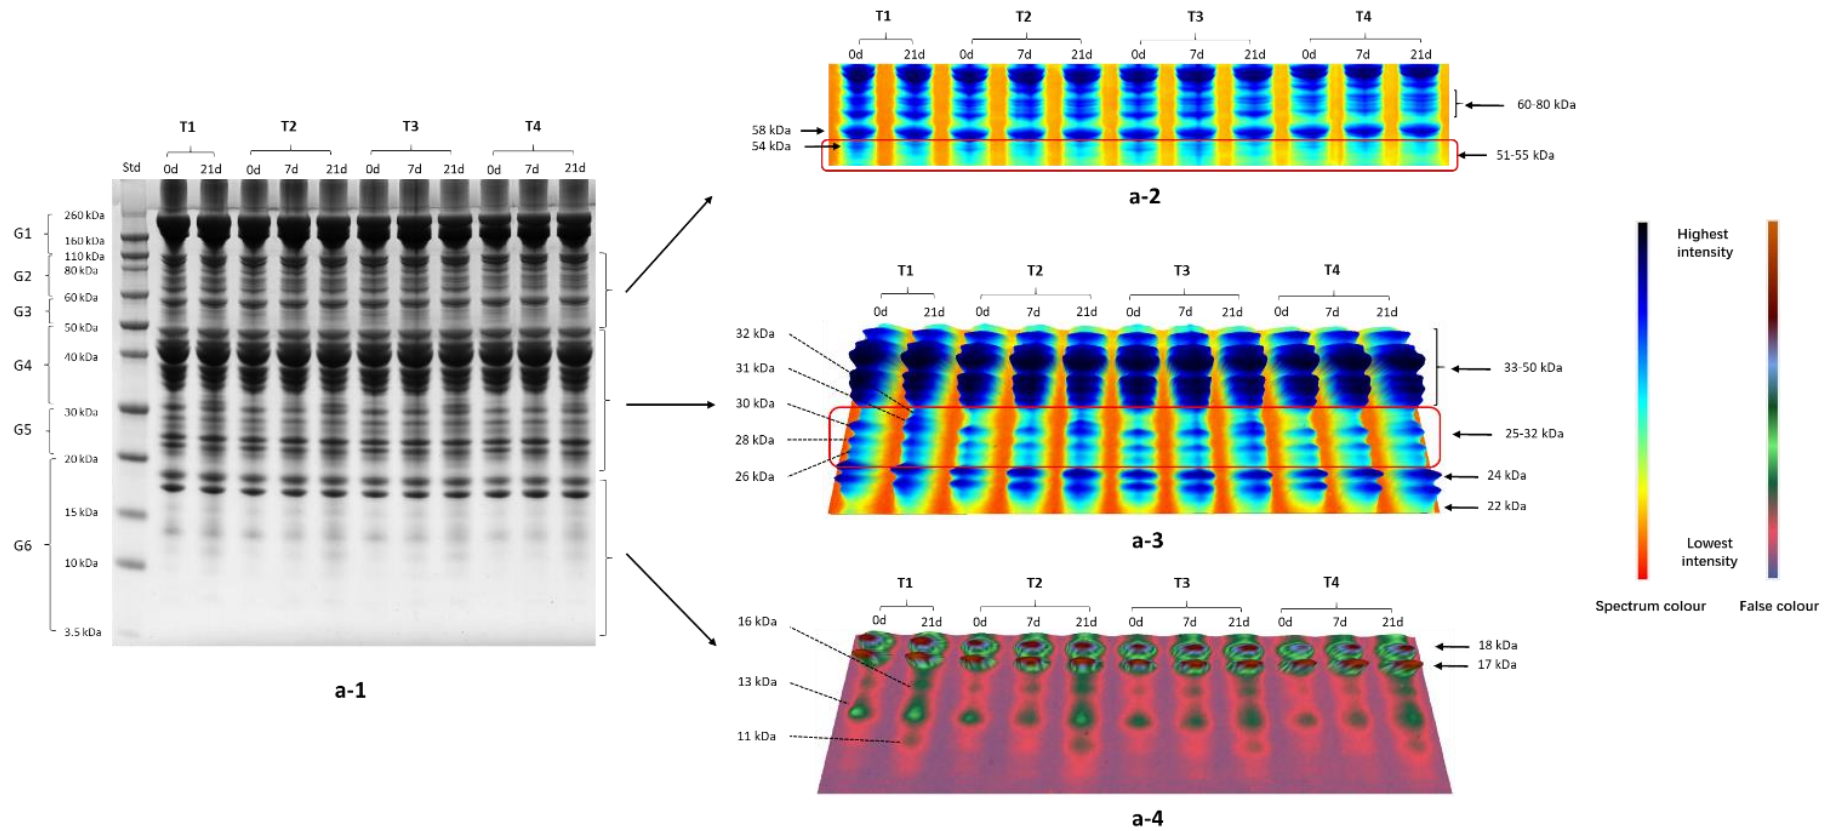 T1 T2 T3 T4
Std 0d 21d 0d 7d 21d 0d 7d 21d 0d 7d 21d
G1
G2
G3
G4
G5
G6
260 kDa
160 kDa
110 kDa
80 kDa
60 kDa
50 kDa
40 kDa
30 kDa
20 kDa
15 kDa
10 kDa
3.5 kDa
a-1
T1 T2 T3 T4
0d 21d 0d 7d 21d 0d 7d 21d 0d 7d 21d
58 kDa
54 kDa
60-80 kDa
51-55 kDa
a-2
T1 T2 T3 T4
0d 21d 0d 7d 21d 0d 7d 21d 0d 7d 21d
32 kDa
31 kDa
30 kDa
28 kDa
26 kDa
33-50 kDa
25-32 kDa
24 kDa
22 kDa
a-3
T1 T2 T3 T4
0d 21d 0d 7d 21d 0d 7d 21d 0d 7d 21d
16 kDa
13 kDa
11 kDa
18 kDa
17 kDa
a-4
Highest
intensity
Lowest
intensity
Spectrum colour False colour